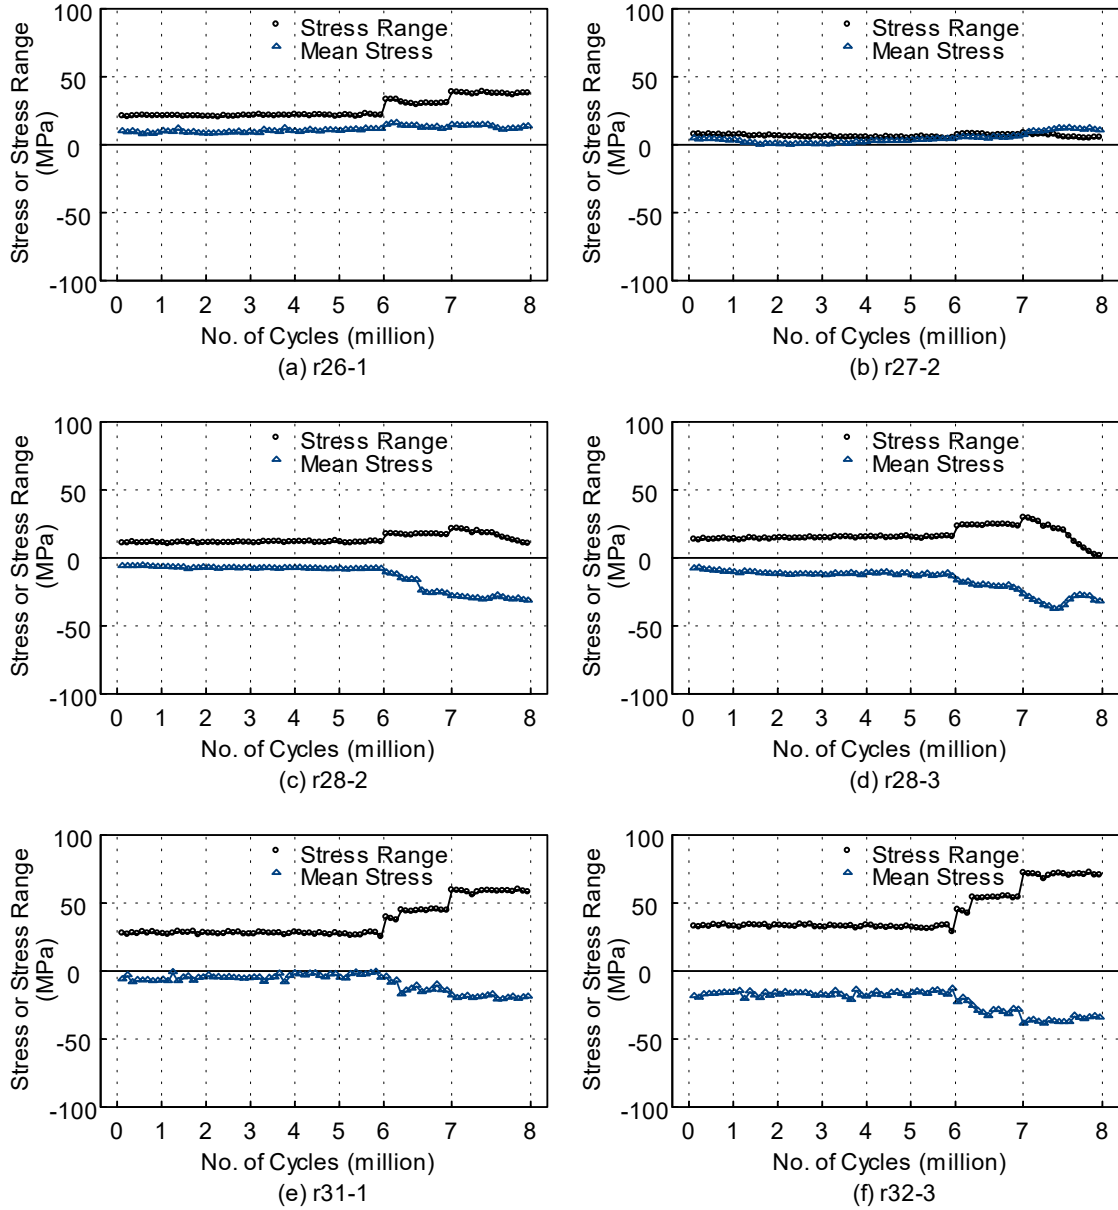 100
50
0
-50
-100
Stress or Stress Range
(MPa)
Stress Range
Mean Stress
0 1 2 3 4 5 6 7 8
No. of Cycles (million)
(a) r26-1
100
50
0
-50
-100
Stress or Stress Range
(MPa)
Stress Range
Mean Stress
0 1 2 3 4 5 6 7 8
No. of Cycles (million)
(b) r27-2
100
50
0
-50
-100
Stress or Stress Range
(MPa)
Stress Range
Mean Stress
0 1 2 3 4 5 6 7 8
No. of Cycles (million)
(c) r28-2
100
50
0
-50
-100
Stress or Stress Range
(MPa)
Stress Range
Mean Stress
0 1 2 3 4 5 6 7 8
No. of Cycles (million)
(d) r28-3
100
50
0
-50
-100
Stress or Stress Range
(MPa)
Stress Range
Mean Stress
0 1 2 3 4 5 6 7 8
No. of Cycles (million)
(e) r31-1
100
50
0
-50
-100
Stress or Stress Range
(MPa)
Stress Range
Mean Stress
0 1 2 3 4 5 6 7 8
No. of Cycles (million)
(f) r32-3